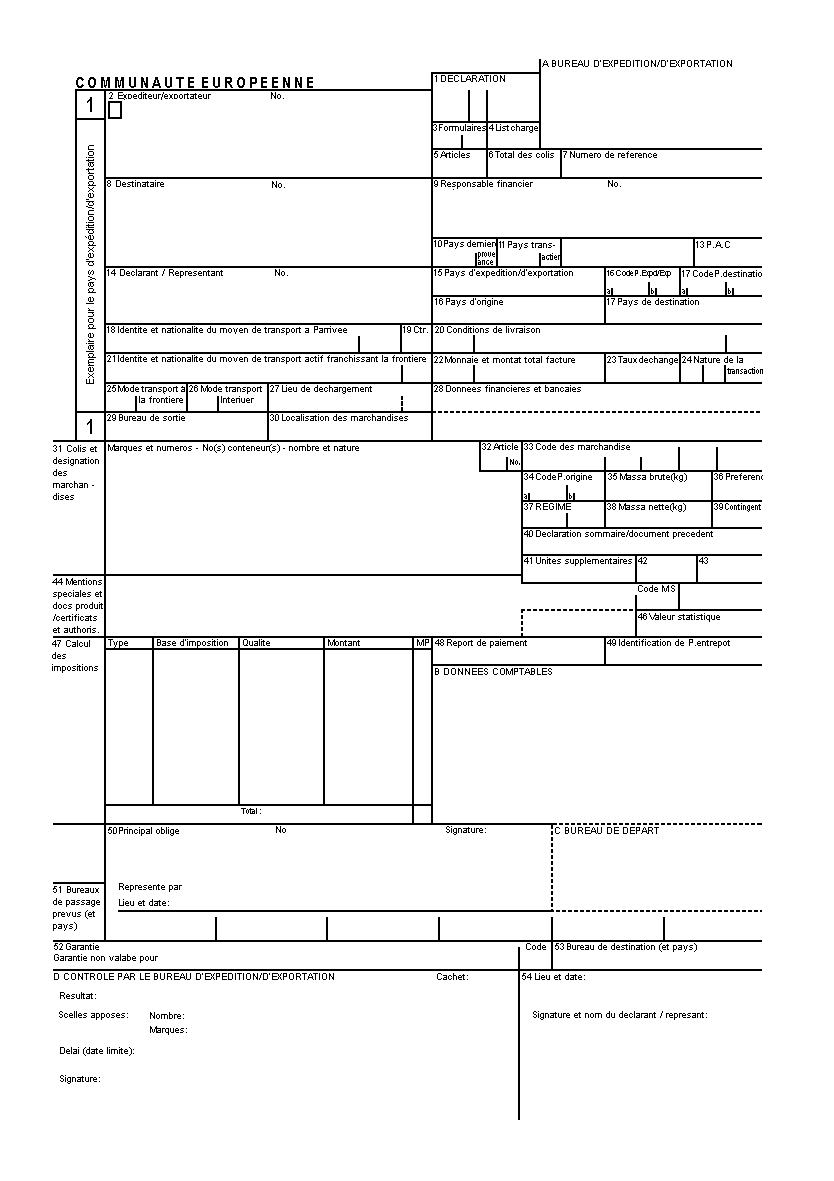 A BUREAU D'EXPEDITION/D'EXPORTATION
COMMUNAUTE EUROPEENNE
1 DECLARATION
1
2 Expediteur/exportateur No.
3 Formulaires 4 List charge
5 Articles 6 Total des colis 7 Numero de reference
Exemplaire pour le pays d'expédition/d'exportation
8 Destinataire No.
9 Responsable financier No.
10 Pays dernier prove ance 11 Pays trans- actier 13 P.A.C
14 Declarant / Representant No.
15 Pays d'expedition/d'exportation 16 Code P.Expd/Exp a b 17 Code P.destinatio a b
16 Pays d'origine 17 Pays de destination
18 Identite et nationalite du moyen de transport a Parrivee 19 Ctr. 20 Conditions de livraison
21 Identite et nationalite du moyen de transport actif franchissant la frontiere
22 Monnaie et montat total facture 23 Taux dechange 24 Nature de la transaction
25 Mode transport a la frontiere 26 Mode transport Interiuer 27 Lieu de dechargement
28 Donnees financieres et bancaies
1
29 Bureau de sortie 30 Localisation des marchandises
31 Colis et
designation
des
marchan -
dises
Marques et numeros - No(s) conteneur(s) - nombre et nature
32 Article No. 33 Code des marchandise
34 Code P.origine a b 35 Massa brute(kg) 36 Preferenc
37 REGIME 38 Massa nette(kg) 39 Contingent
40 Declaration sommaire/document precedent
41 Unites supplementaires 42 43
44 Mentions
speciales et
docs produit
/certificats
et authoris.
Code MS
46 Valeur statistique
47 Calcul
des
impositions
Type Base d'imposition Qualite Montant MP
48 Report de paiement 49 Identification de P.entrepot
B DONNEES COMPTABLES
Total :
50 Principal oblige No Signature:
C BUREAU DE DEPART
Represente par
Lieu et date:
51 Bureaux
de passage
prevus (et
pays)
52 Garantie
Garantie non valabe pour
Code 53 Bureau de destination (et pays)
D CONTROLE PAR LE BUREAU D'EXPEDITION/D'EXPORTATION Cachet:
54 Lieu et date:
Resultat:
Scelles apposes: Nombre:
Marques:
Signature et nom du declarant / represant:
Delai (date limite):
Signature: